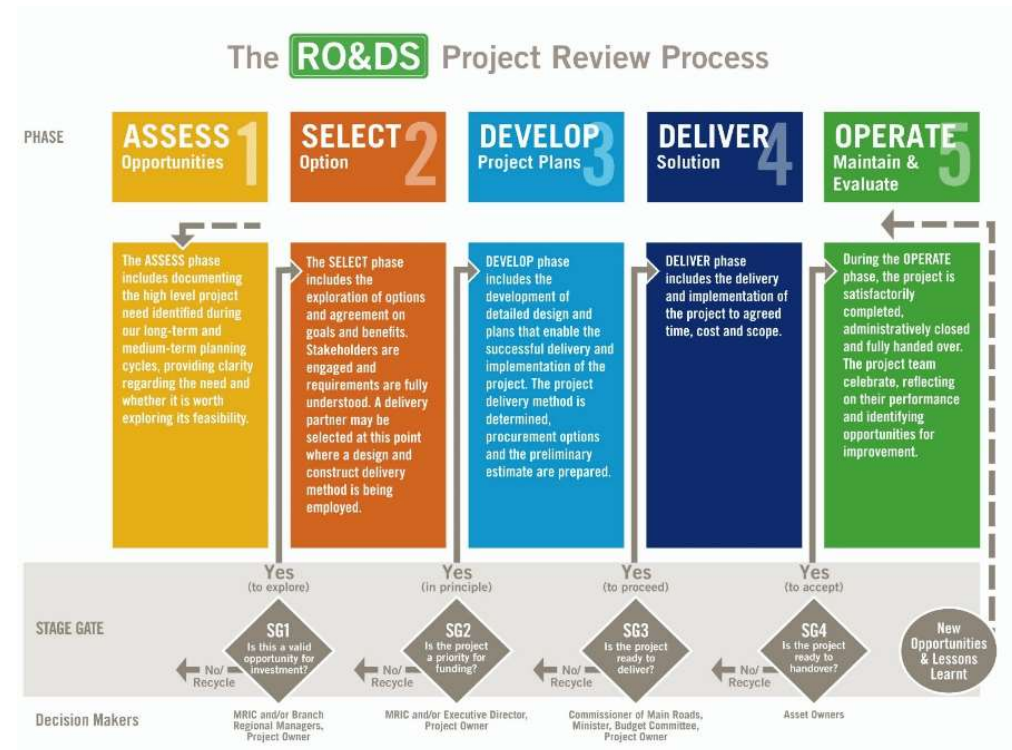 The RO&DS Project Review Process
PHASE
ASSESS 1
Opportunities
SELECT 2
Option
DEVELOP 3
Project Plans
DELIVER 4
Solution
OPERATE 5
Maintain &
Evaluate
The ASSESS phase
includes documenting
the high level project
need identified during
our long-term and
medium-term planning
cycles, providing clarity
regarding the need and
whether it is worth
exploring its feasibility.
The SELECT phase
includes the
exploration of options
and agreement on
goals and benefits.
Stakeholders are
engaged and
requirements are fully
understood. A delivery
partner may be
selected at this point
where a design and
construct delivery
method is being
employed.
DEVELOP phase
includes the
development of
detailed design and
plans that enable the
successful delivery and
implementation of the
project. The project
delivery method is
determined,
procurement options
and the preliminary
estimate are prepared.
DELIVER phase
includes the delivery
and implementation of
the project to agreed
time, cost and scope.
During the OPERATE
phase, the project is
satisfactorily
completed,
administratively closed
and fully handed over.
The project team
celebrate, reflecting
on their performance
and identifying
opportunities for
improvement.
STAGE GATE
Yes
(to explore)
SG1
Is this a valid
opportunity for
investment?
No/
Recycle
Yes
(in principle)
SG2
Is the project
a priority for
funding?
No/
Recycle
Yes
(to proceed)
SG3
Is the project
ready to
deliver?
No/
Recycle
Yes
(to accept)
SG4
Is the project
ready to
handover?
No/
Recycle
New
Opportunities
& Lessons
Learnt
Decision Makers
MRIC and/or Branch
Regional Managers,
Project Owner
MRIC and/or Executive Director,
Project Owner
Commissioner of Main Roads,
Minister, Budget Committee,
Project Owner
Asset Owners